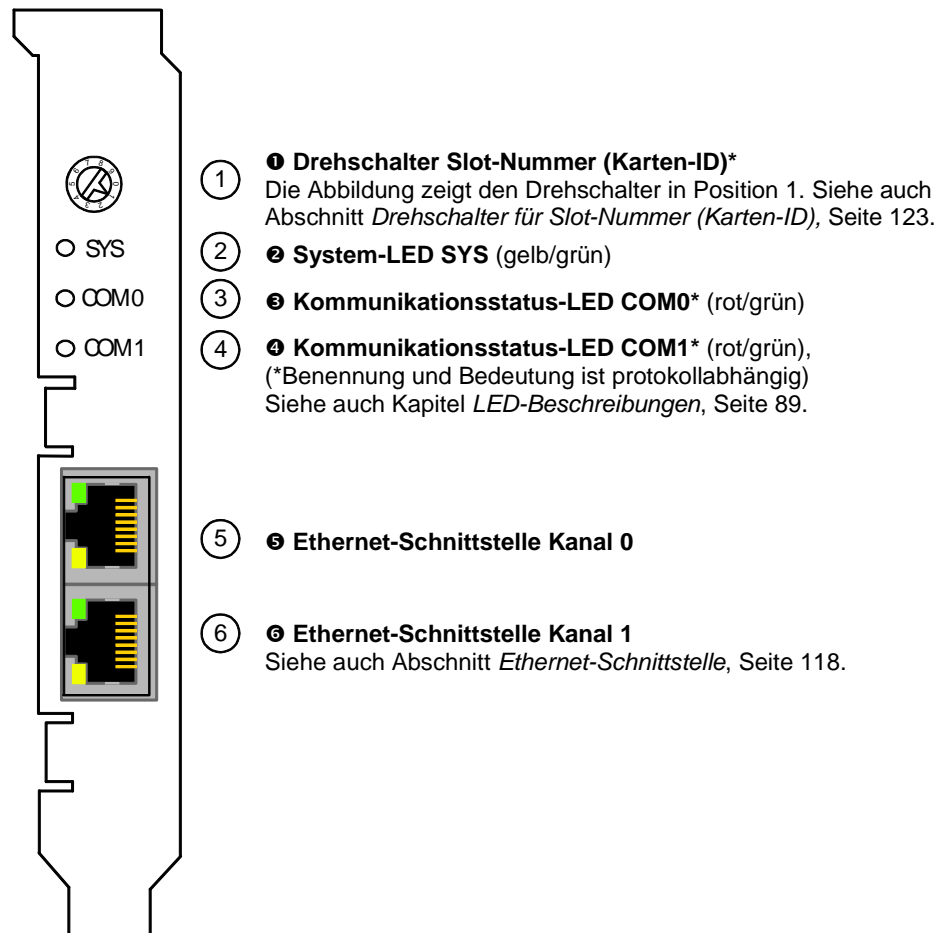 1 ❶ Drehschalter Slot-Nummer (Karten-ID)*
Die Abbildung zeigt den Drehschalter in Position 1. Siehe auch
Abschnitt Drehschalter für Slot-Nummer (Karten-ID), Seite 123.
SYS 2 ❷ System-LED SYS (gelb/grün)
COM0 3 ❸ Kommunikationsstatus-LED COM0* (rot/grün)
COM1 4 ❹ Kommunikationsstatus-LED COM1* (rot/grün),
(*Benennung und Bedeutung ist protokollabhängig)
Siehe auch Kapitel LED-Beschreibungen, Seite 89.
5 ❺ Ethernet-Schnittstelle Kanal 0
6 ❻ Ethernet-Schnittstelle Kanal 1
Siehe auch Abschnitt Ethernet-Schnittstelle, Seite 118.